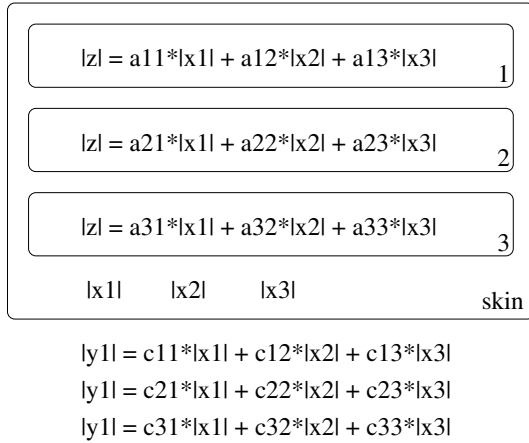 |z| = a11*|x1| + a12*|x2| + a13*|x3|
1
|z| = a21*|x1| + a22*|x2| + a23*|x3|
2
|z| = a31*|x1| + a32*|x2| + a33*|x3|
3
|x1| |x2| |x3|
skin
|y1| = c11*|x1| + c12*|x2| + c13*|x3|
|y1| = c21*|x1| + c22*|x2| + c23*|x3|
|y1| = c31*|x1| + c32*|x2| + c33*|x3|